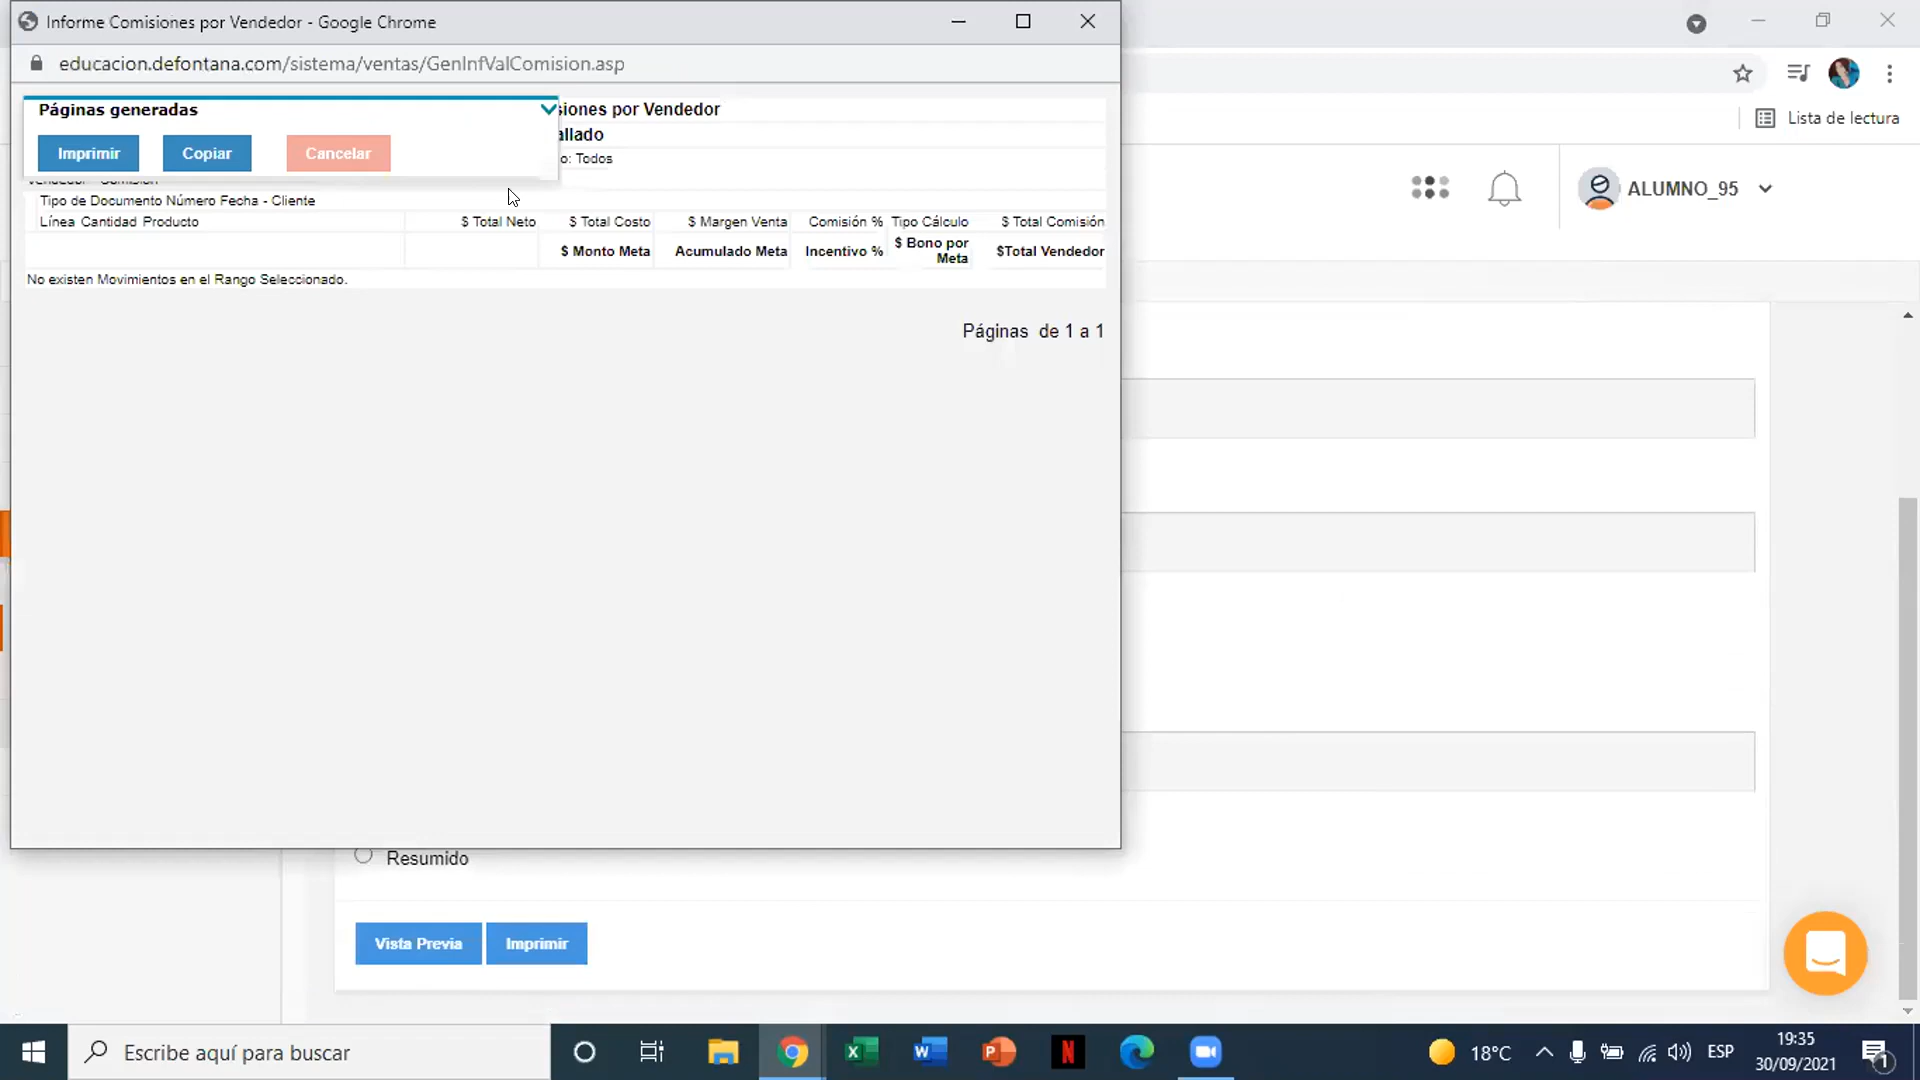 Informe Comisiones por Vendedor - Google Chrome
educacion.defontana.com/sistema/ventas/GenInfValComision.asp
Lista de lectura
Páginas generadas
siones por Vendedor
allado
Imprimir Copiar Cancelar
o: Todos
Vendedor - Comisión
ALUMNO_95
Tipo de Documento Número Fecha - Cliente
Línea Cantidad Producto $ Total Neto $ Total Costo $ Margen Venta Comisión % Tipo Cálculo $ Total Comisión
$ Monto Meta Acumulado Meta Incentivo % $ Bono por Meta $Total Vendedor
No existen Movimientos en el Rango Seleccionado.
Páginas de 1 a 1
Resumido
Vista Previa Imprimir
Escribe aquí para buscar
18°C ESP
19:35
30/09/2021
1